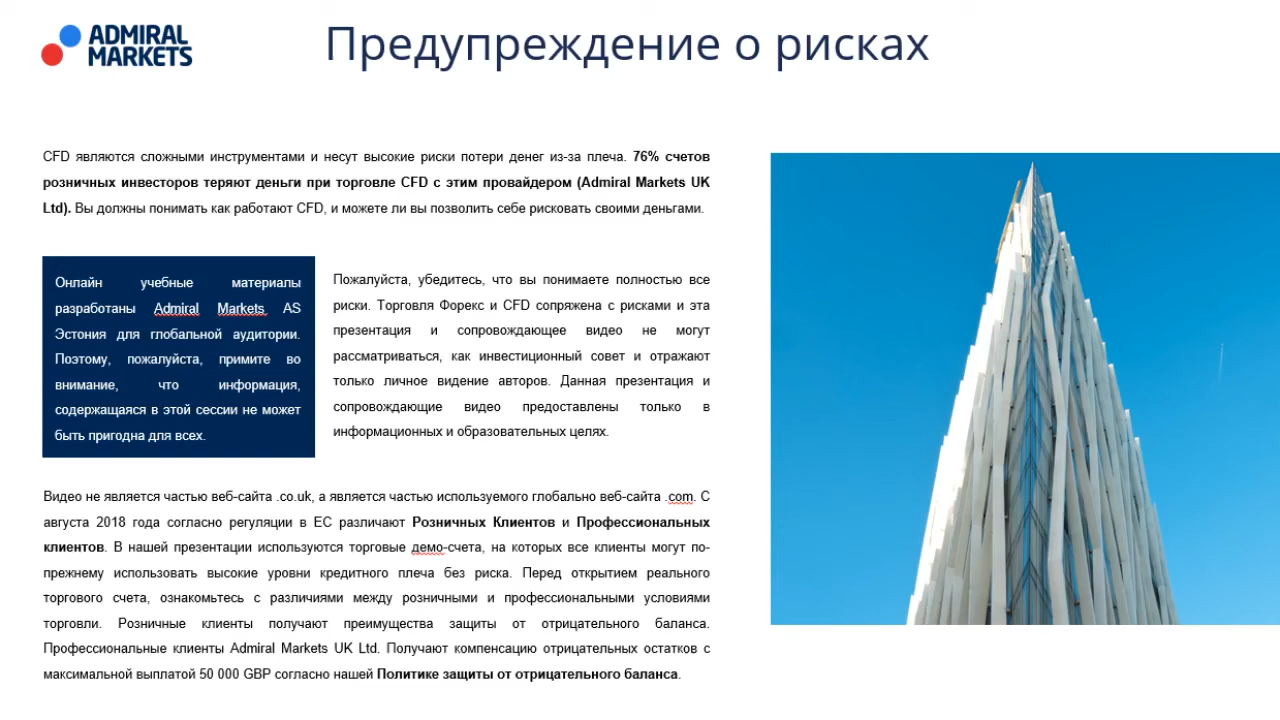 ADMIRAL
MARKETS
Предупреждение о рисках
CFD являются сложными инструментами и несут высокие риски потери денег из-за плеча. 76% счетов
розничных инвесторов теряют деньги при торговле CFD с этим провайдером (Admiral Markets UK
Ltd). Вы должны понимать как работают CFD, и можете ли вы позволить себе рисковать своими деньгами.
Онлайн учебные материалы
разработаны Admiral Markets AS
Эстония для глобальной аудитории.
Поэтому, пожалуйста, примите во
внимание, что информация,
содержащаяся в этой сессии не может
быть пригодна для всех.
Пожалуйста, убедитесь, что вы понимаете полностью все
риски. Торговля Форекс и CFD сопряжена с рисками и эта
презентация и сопровождающее видео не могут
рассматриваться, как инвестиционный совет и отражают
только личное видение авторов. Данная презентация и
сопровождающие видео предоставлены только в
информационных и образовательных целях.
Видео не является частью веб-сайта .co.uk, а является частью используемого глобально веб-сайта .com. С
августа 2018 года согласно регуляции в ЕС различают Розничных Клиентов и Профессиональных
клиентов. В нашей презентации используются торговые демо-счета, на которых все клиенты могут по-
прежнему использовать высокие уровни кредитного плеча без риска. Перед открытием реального
торгового счета, ознакомьтесь с различиями между розничными и профессиональными условиями
торговли. Розничные клиенты получают преимущества защиты от отрицательного баланса.
Профессиональные клиенты Admiral Markets UK Ltd. Получают компенсацию отрицательных остатков с
максимальной выплатой 50 000 GBP согласно нашей Политике защиты от отрицательного баланса.